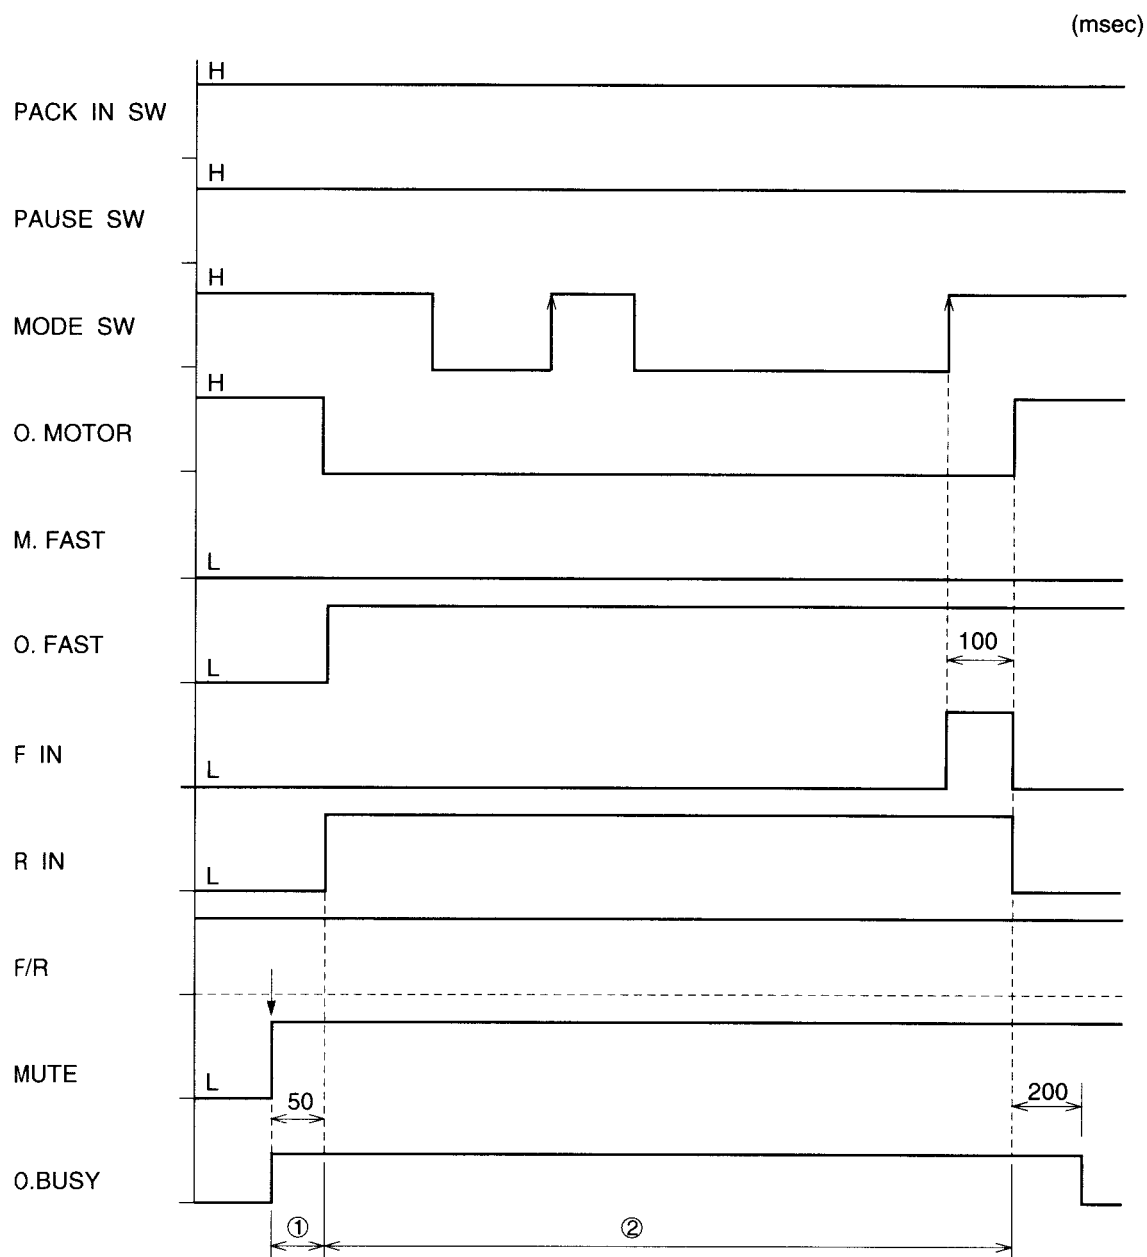 (msec)
H
PACK IN SW
H
PAUSE SW
H
MODE SW
H
O. MOTOR
M. FAST
L
O. FAST
L
100
F IN
L
R IN
L
F/R
MUTE
L
50
200
O.BUSY
①
②